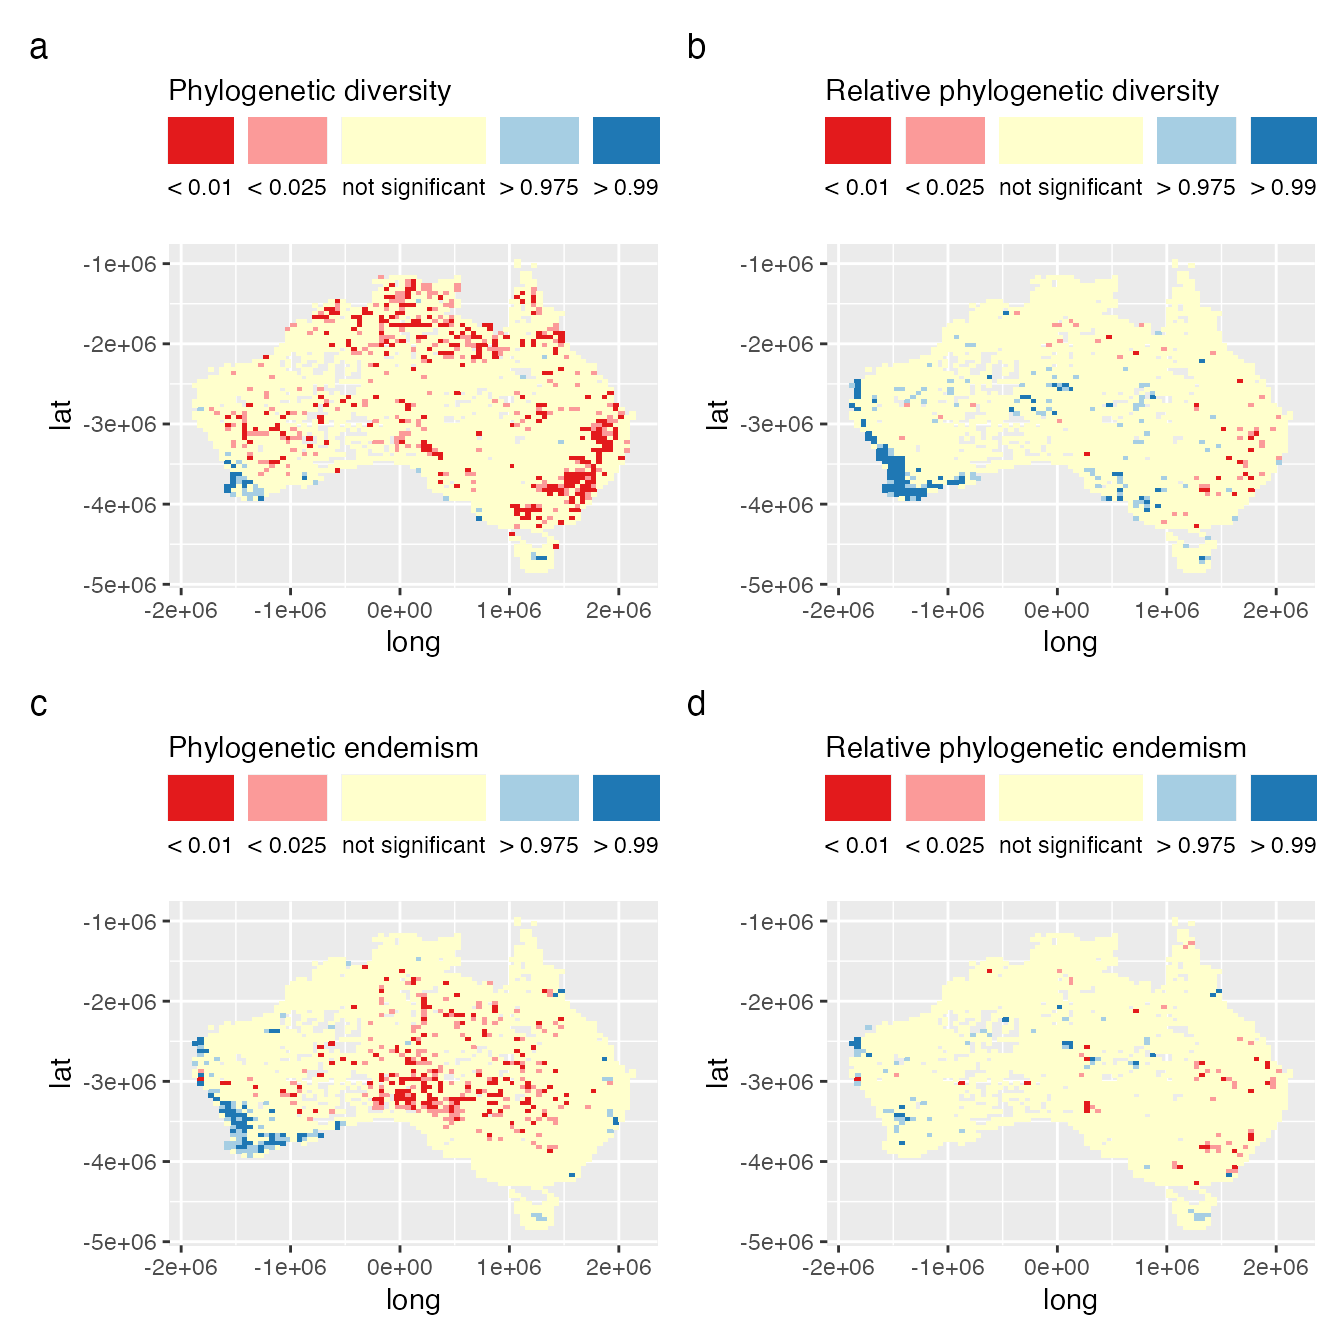 a
Phylogenetic diversity
< 0.01 < 0.025 not significant > 0.975 > 0.99
-1e+06
-2e+06
-3e+06
-4e+06
-5e+06
lat
-2e+06 -1e+06 0e+00 1e+06 2e+06
long
b
Relative phylogenetic diversity
< 0.01 < 0.025 not significant > 0.975 > 0.99
-1e+06
-2e+06
-3e+06
-4e+06
-5e+06
lat
-2e+06 -1e+06 0e+00 1e+06 2e+06
long
c
Phylogenetic endemism
< 0.01 < 0.025 not significant > 0.975 > 0.99
-1e+06
-2e+06
-3e+06
-4e+06
-5e+06
lat
-2e+06 -1e+06 0e+00 1e+06 2e+06
long
d
Relative phylogenetic endemism
< 0.01 < 0.025 not significant > 0.975 > 0.99
-1e+06
-2e+06
-3e+06
-4e+06
-5e+06
lat
-2e+06 -1e+06 0e+00 1e+06 2e+06
long